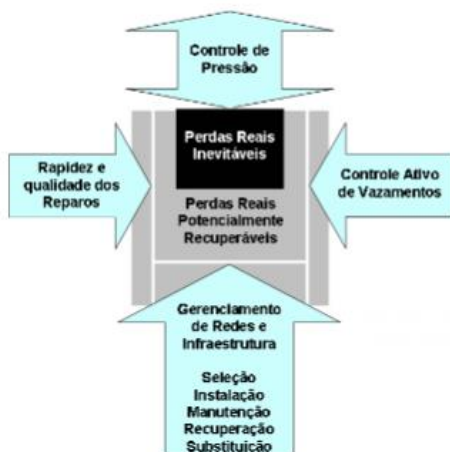 Controle de
Pressão
Perdas Reais
Inevitáveis
Rapidez e
qualidade dos
Reparos
Controle Ativo
de Vazamentos
Perdas Reais
Potencialmente
Recuperáveis
Gerenciamento
de Redes e
Infraestrutura
Seleção
Instalação
Manutenção
Recuperação
Substituição